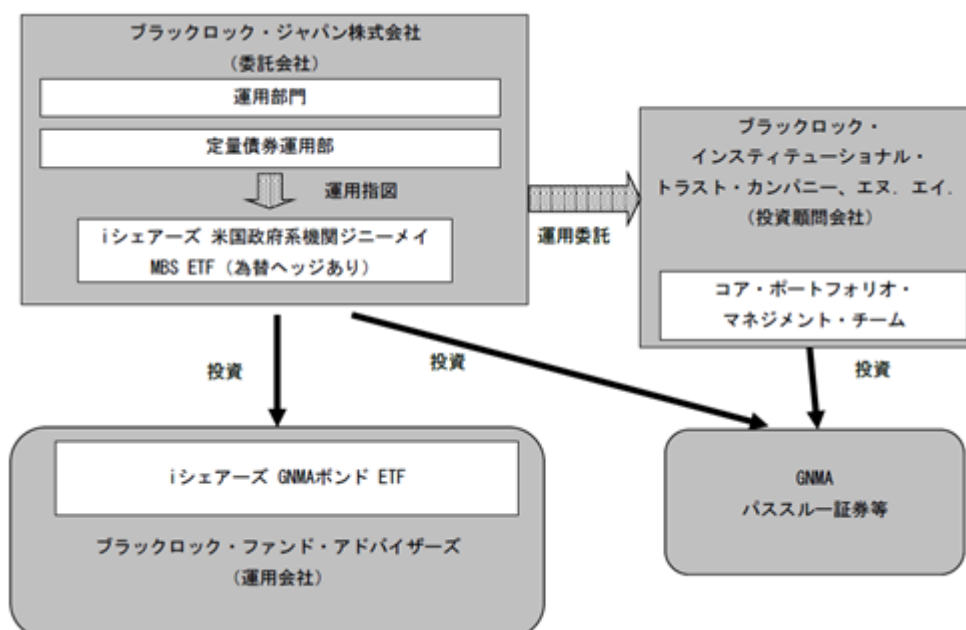 ブラックロック・ジャパン株式会社
(委託会社)
運用部門
定量債券運用部
運用指図
iシェアーズ 米国政府系機関ジニーメイ
MBS ETF (為替ヘッジあり)
運用委託
ブラックロック・
インスティテューショナル・
トラスト・カンパニー、エヌ．エイ．
(投資顧問会社)
コア・ポートフォリオ・
マネジメント・チーム
投資
投資
投資
iシェアーズ GNMAボンド ETF
ブラックロック・ファンド・アドバイザーズ
(運用会社)
GNMA
パススルー証券等